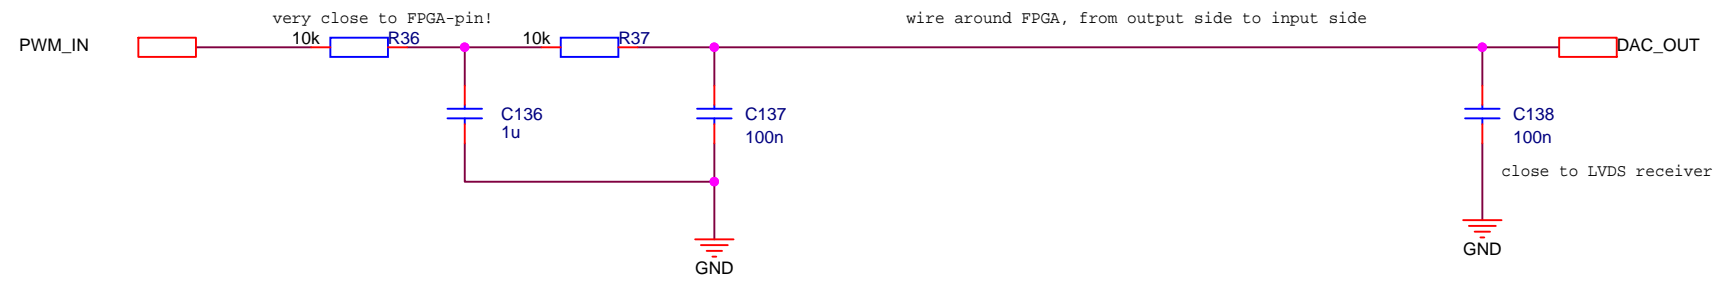 very close to FPGA-pin!
wire around FPGA, from output side to input side
PWM_IN
10k
R36
10k
R37
DAC_OUT
C136
1u
C137
100n
C138
100n
close to LVDS receiver
GND
GND